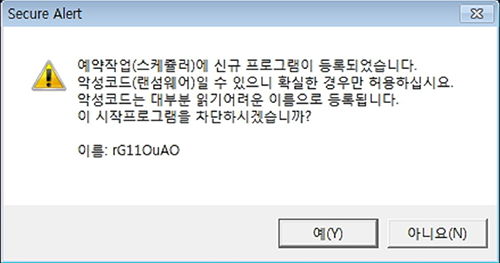 Secure Alert
예약작업(스케쥴러)에 신규 프로그램이 등록되었습니다.
악성코드(랜섬웨어)일 수 있으니 확실한 경우만 허용하십시요.
악성코드는 대부분 읽기어려운 이름으로 등록됩니다.
이 시작프로그램을 차단하시겠습니까?
이름: rG11OuAO
예(Y)
아니요(N)